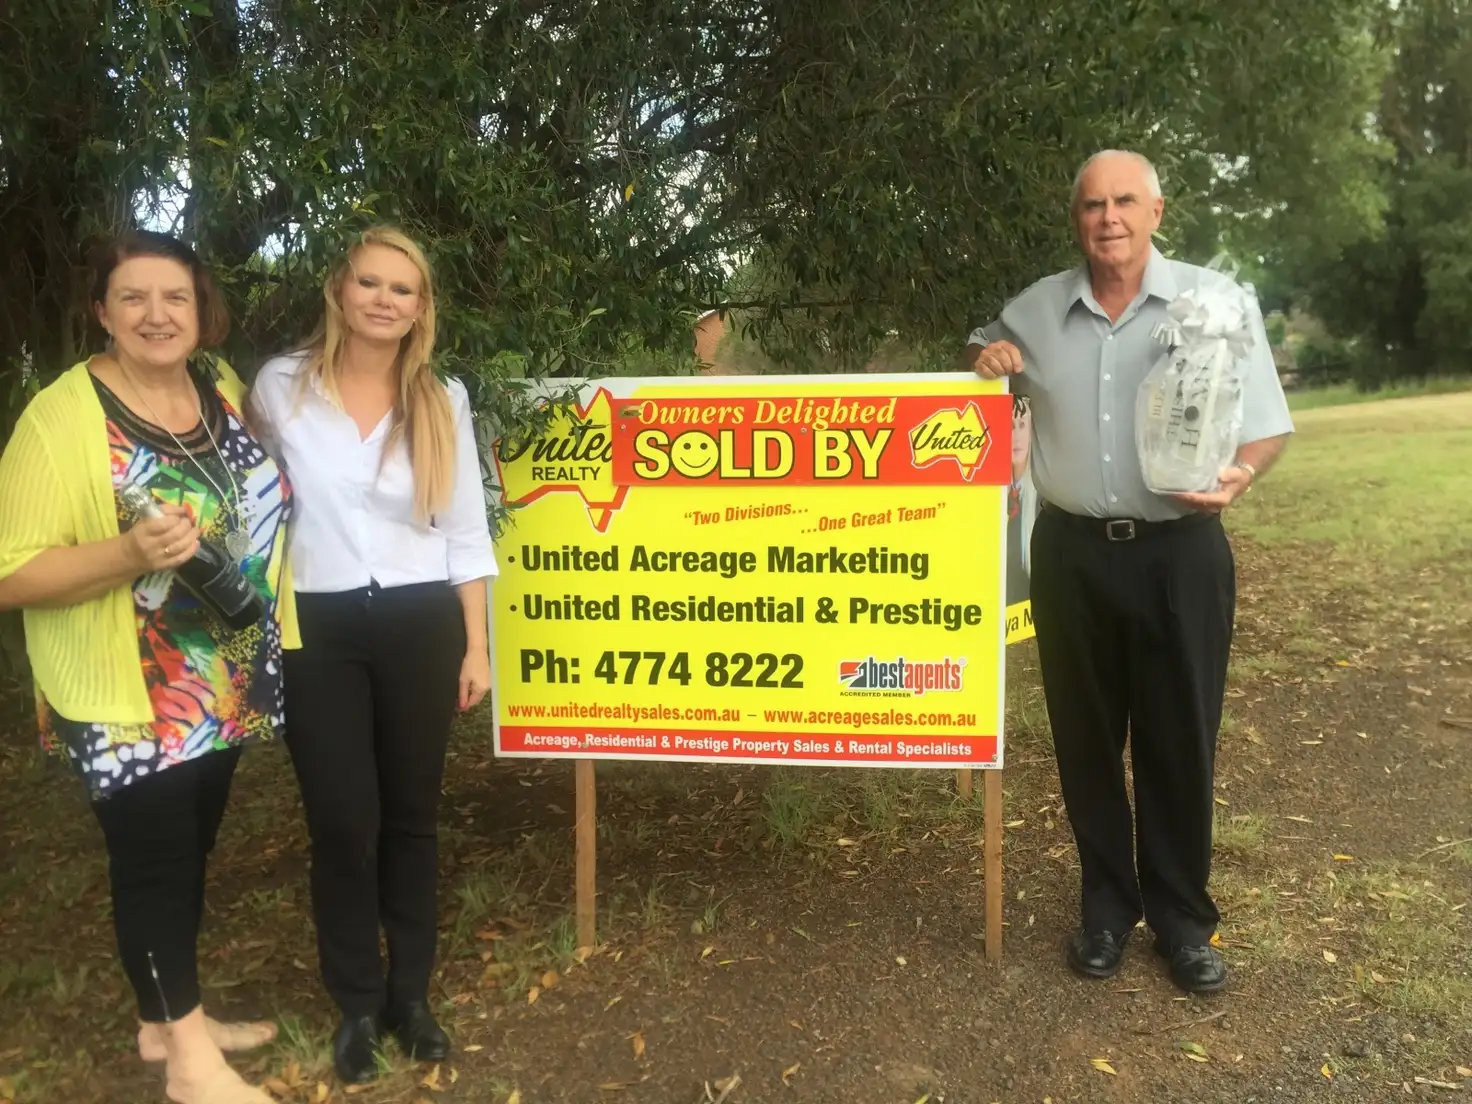 Owners Delighted
SOLD BY
United
United
REALTY
"Two Divisions...
...One Great Team"
· United Acreage Marketing
· United Residential & Prestige
Ph: 4774 8222
bestagents
ACCREDITED MEMBER
www.unitedrealtysales.com.au – www.acreagesales.com.au
Acreage, Residential & Prestige Property Sales & Rental Specialists